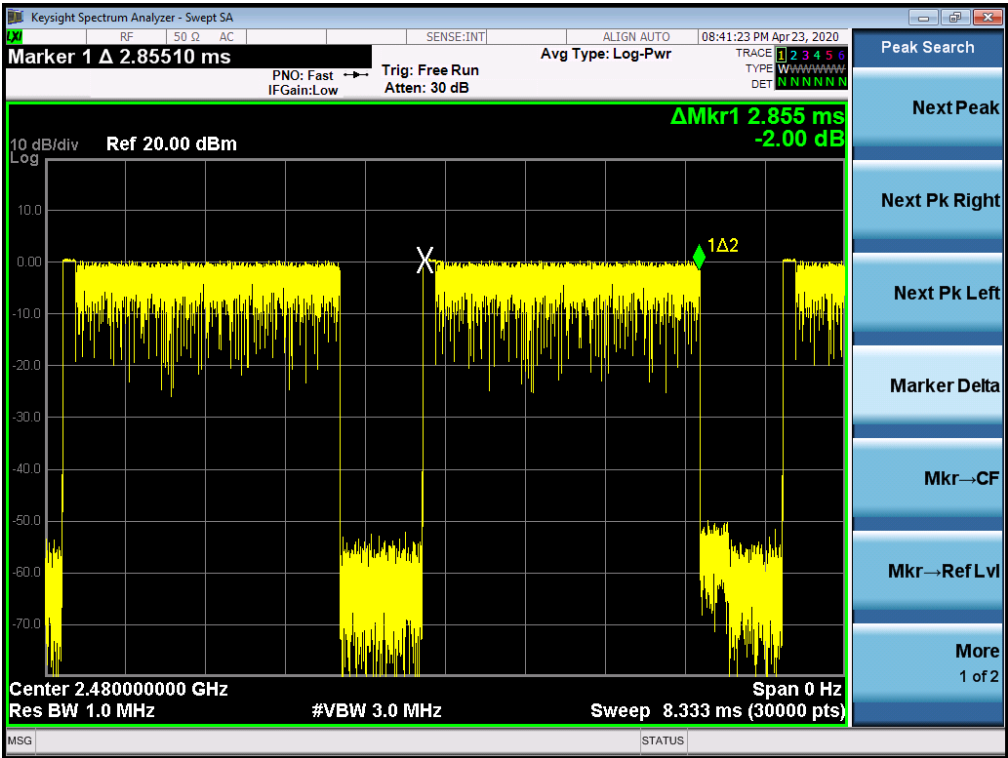 Keysight Spectrum Analyzer - Swept SA
LXI RF 50 Ω AC SENSE:INT ALIGN AUTO 08:41:23 PM Apr 23, 2020
Marker 1 Δ 2.85510 ms
PNO: Fast
IFGain:Low
Trig: Free Run
Atten: 30 dB
Avg Type: Log-Pwr
TRACE 1 2 3 4 5 6
TYPE WWWWWW
DET N N N N N N
ΔMkr1 2.855 ms
-2.00 dB
10 dB/div Ref 20.00 dBm
Log
10.0
0.00
-10.0
-20.0
-30.0
-40.0
-50.0
-60.0
-70.0
X
1Δ2
Center 2.480000000 GHz Span 0 Hz
Res BW 1.0 MHz #VBW 3.0 MHz Sweep 8.333 ms (30000 pts)
MSG STATUS
Peak Search
Next Peak
Next Pk Right
Next Pk Left
Marker Delta
Mkr→CF
Mkr→Ref Lvl
More
1 of 2